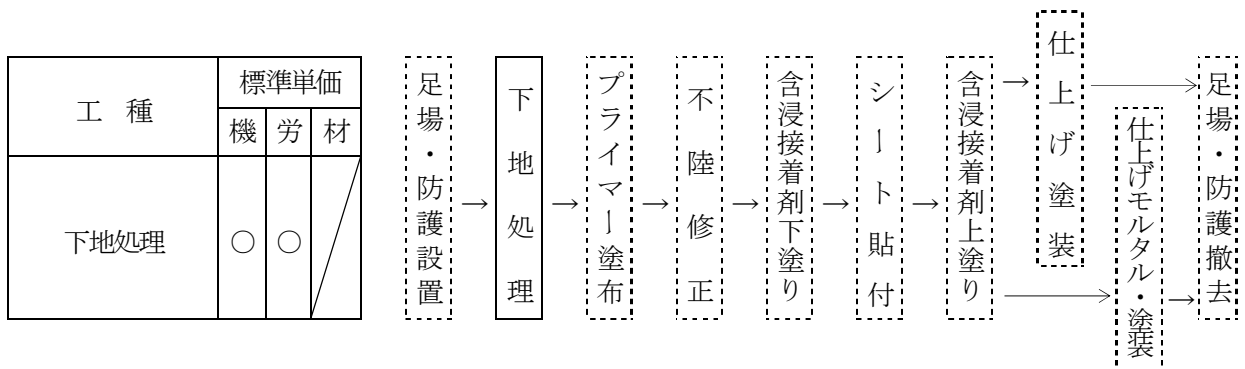 工 種
標準単価
機 労 材
下地処理 ○ ○
足場・防護設置
→
下地処理
→
プライマー塗布
→
不陸修正
→
含浸接着剤下塗り
→
シート貼付
→
含浸接着剤上塗り
→
仕上げ塗装
→
仕上げモルタル・塗装
→
足場・防護撤去